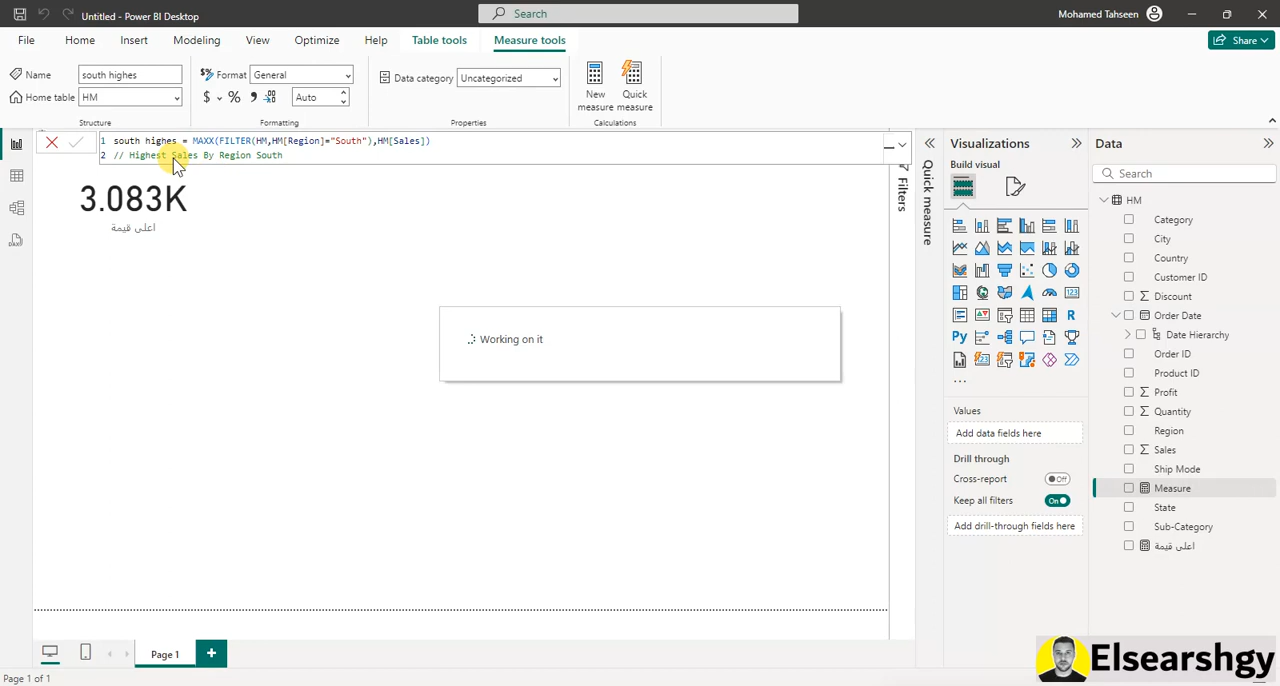 Untitled - Power BI Desktop
Search
Mohamed Tahseen
File
Home
Insert
Modeling
View
Optimize
Help
Table tools
Measure tools
Share
Name
south highes
Home table
HM
Structure
Format
General
$
%
Auto
Formatting
Data category
Uncategorized
Properties
New
measure
Quick
measure
Calculations
1 south highes = MAXX(FILTER(HM,HM[Region]="South"),HM[Sales])
2 // Highest Sales By Region South
3.083K
اعلى قيمة
Working on it
Filters
Quick measure
Visualizations
Build visual
123
R
Py
...
Values
Add data fields here
Drill through
Cross-report
Off
Keep all filters
On
Add drill-through fields here
Data
Search
HM
Category
City
Country
Customer ID
Discount
Order Date
Date Hierarchy
Order ID
Product ID
Profit
Quantity
Region
Sales
Ship Mode
Measure
State
Sub-Category
اعلى قيمة
Page 1
+
Page 1 of 1
Elsearshgy